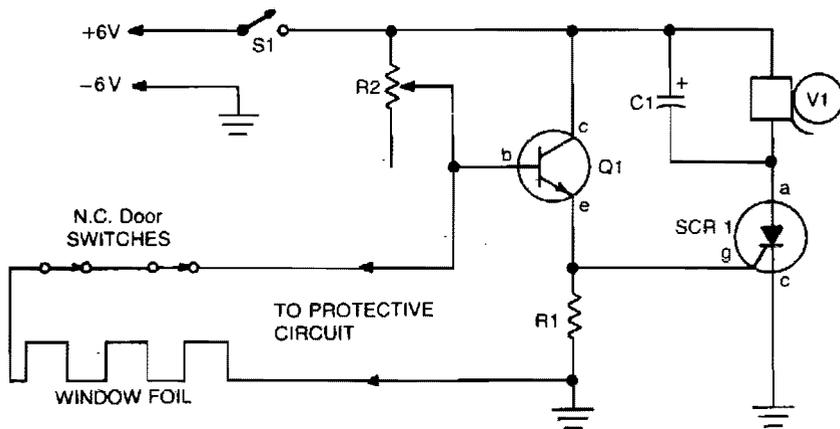 +6V
S1
-6V
R2
C1
+
V1
c
b
Q1
e
a
SCR 1
g
c
N.C. Door
SWITCHES
TO PROTECTIVE
CIRCUIT
R1
WINDOW FOIL